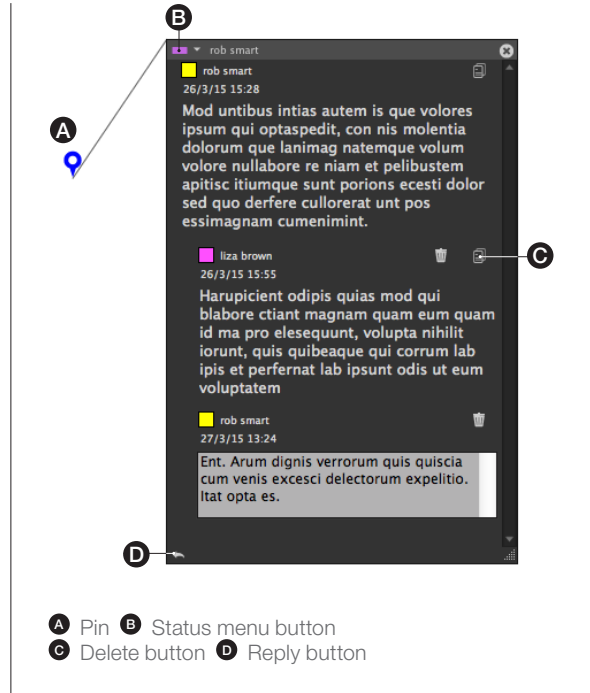 B
rob smart
rob smart
26/3/15 15:28
A
Mod untibus intias autem is que volores
ipsum qui optaspedit, con nis molentia
dolorum que lanimag natemque volum
volore nullabore re niam et pelibustem
apitisc itiumque sunt porions ecesti dolor
sed quo derfere cullorerat unt pos
essimagnam cumenimint.
liza brown
C
26/3/15 15:55
Harupicient odipis quias mod qui
blabore ctiant magnam quam eum quam
id ma pro elesequunt, volupta nihilit
iorunt, quis quibeaque qui corrum lab
ipis et perfernat lab ipsunt odis ut eum
voluptatem
rob smart
27/3/15 13:24
Ent. Arum dignis verrorum quis quiscia
cum venis excesci delectorum expelitio.
Itat opta es.
D
A Pin B Status menu button
C Delete button D Reply button